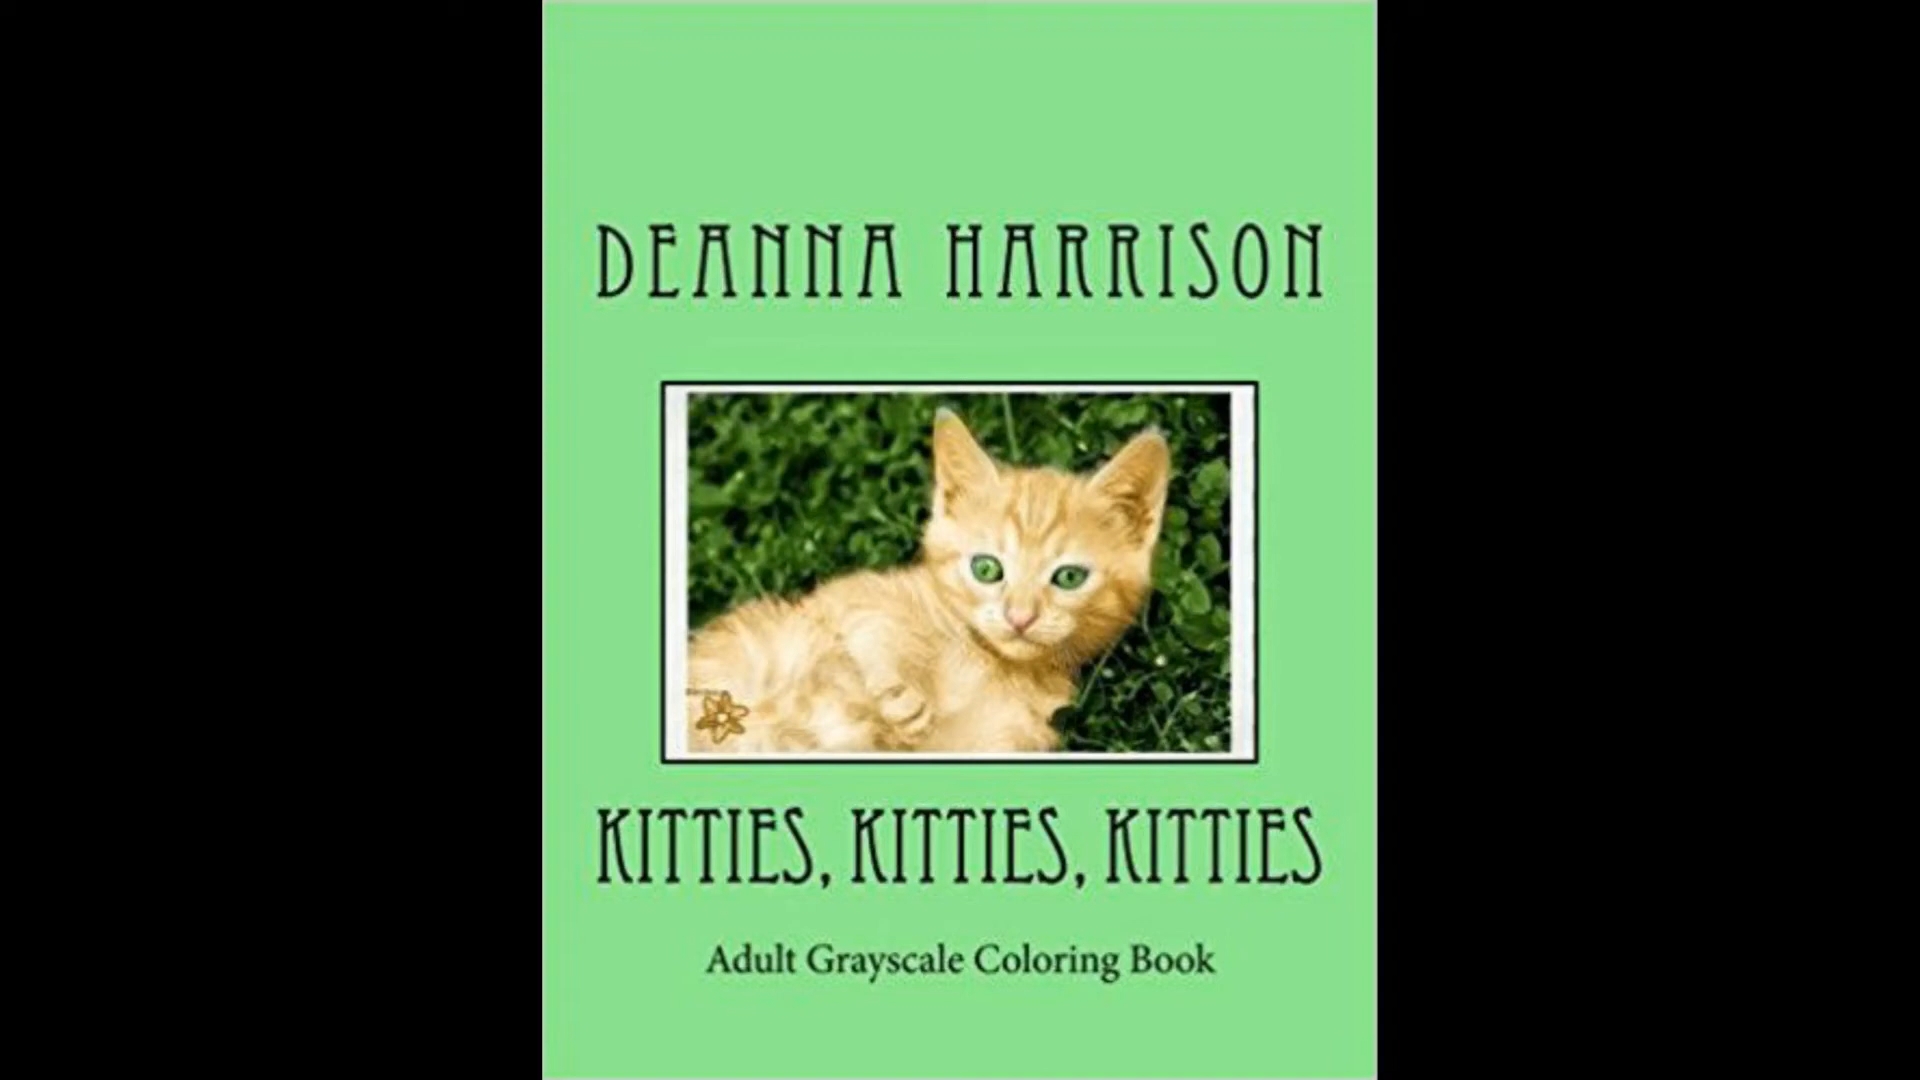 DEANNA HARRISON
KITTIES, KITTIES, KITTIES
Adult Grayscale Coloring Book